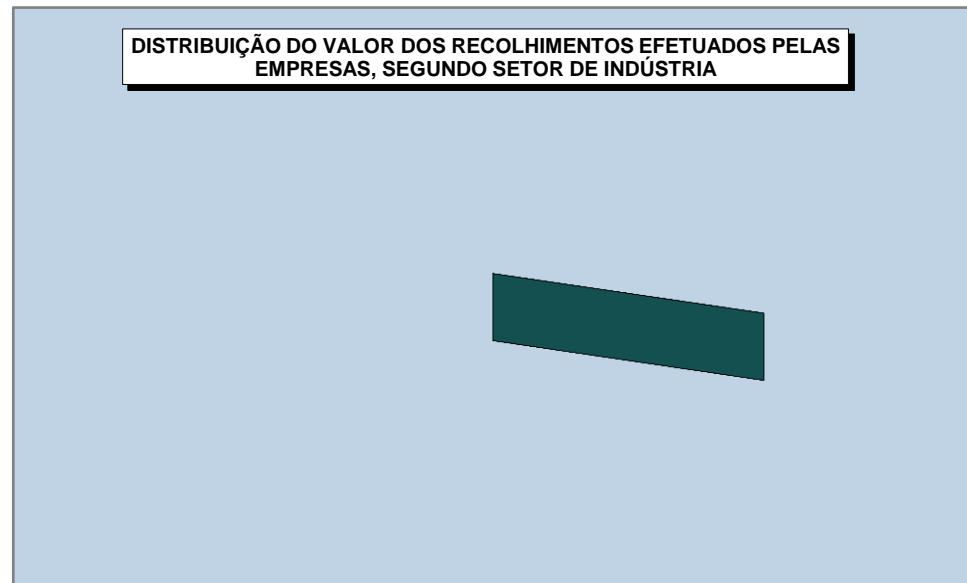 DISTRIBUIÇÃO DO VALOR DOS RECOLHIMENTOS EFETUADOS PELAS
EMPRESAS, SEGUNDO SETOR DE INDÚSTRIA